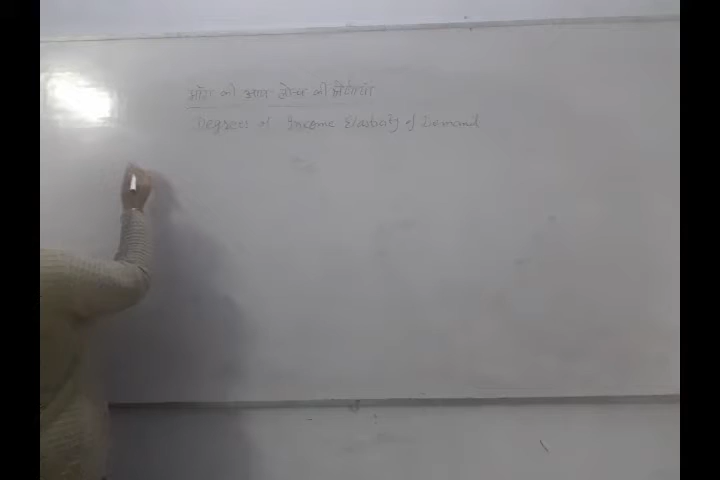 माँग की आय लोच की श्रेणियां
Degrees of Income Elasticity of Demand